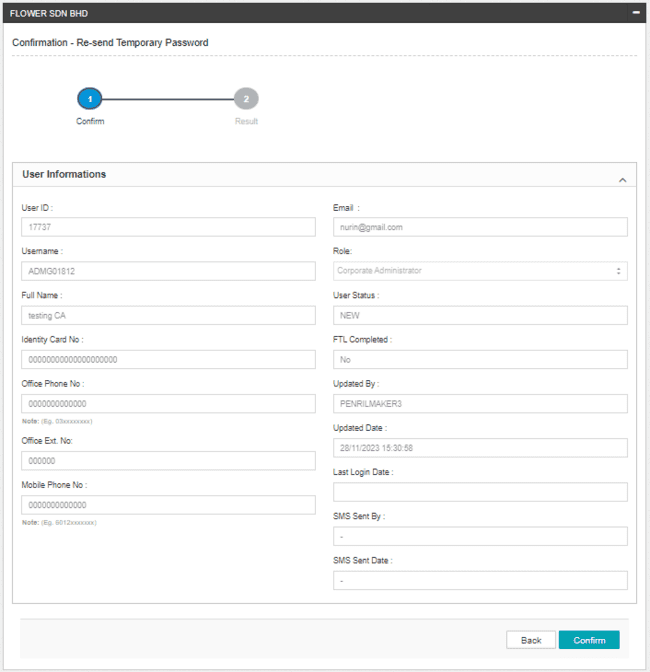 FLOWER SDN BHD
Confirmation - Re-send Temporary Password
1
2
Confirm
Result
User Informations
User ID :
17737
Username :
ADMG01812
Full Name :
testing CA
Identity Card No :
00000000000000000000
Office Phone No :
0000000000000
Note: (Eg. 03xxxxxxxx)
Office Ext. No:
000000
Mobile Phone No :
0000000000000
Note: (Eg. 6012xxxxxxx)
Email :
nurin@gmail.com
Role:
Corporate Administrator
User Status :
NEW
FTL Completed :
No
Updated By :
PENRILMAKER3
Updated Date :
28/11/2023 15:30:58
Last Login Date :
SMS Sent By :
-
SMS Sent Date :
-
Back
Confirm